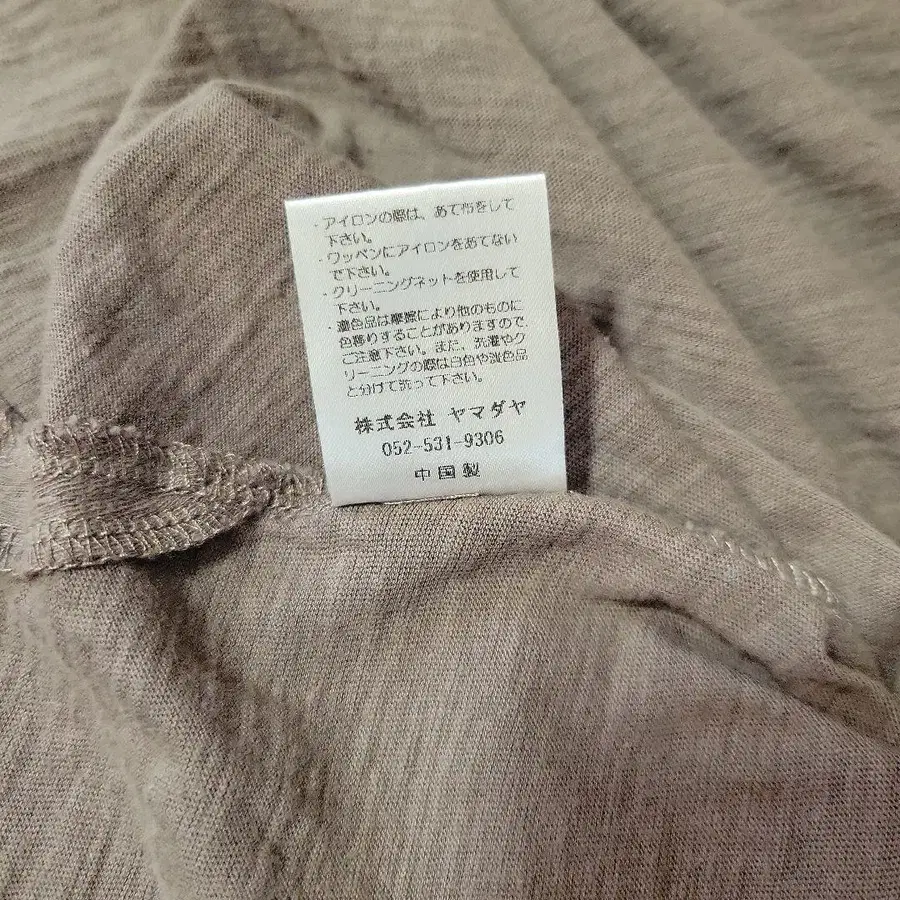 ・アイロンの際は、あて布をして
下さい。
・ワッペンにアイロンをあてない
で下さい。
・クリーニングネットを使用して
下さい。
・濃色品は摩擦により他のものに
色移りすることがありますので、
ご注意下さい。また、洗濯やク
リーニングの際は白色や淡色品
と分けて洗って下さい。
株式会社 ヤマダヤ
052-531-9306
中国製